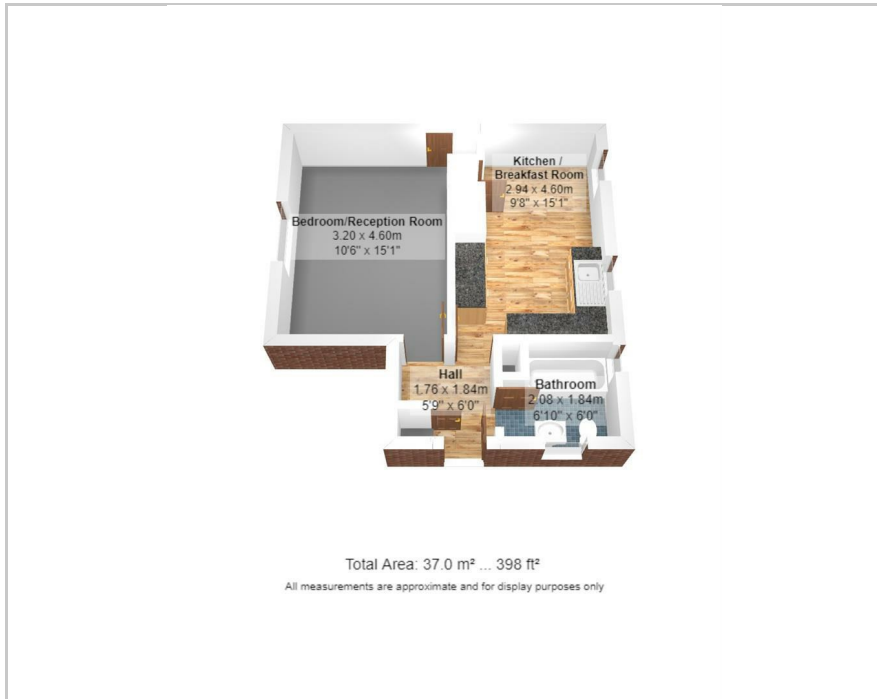 Kitchen /
Breakfast Room
2.94 x 4.60m
9'8" x 15'1"
Bedroom/Reception Room
3.20 x 4.60m
10'6" x 15'1"
Hall
1.76 x 1.84m
5'9" x 6'0"
Bathroom
2.08 x 1.84m
6'10" x 6'0"
Total Area: 37.0 m² ... 398 ft²
All measurements are approximate and for display purposes only